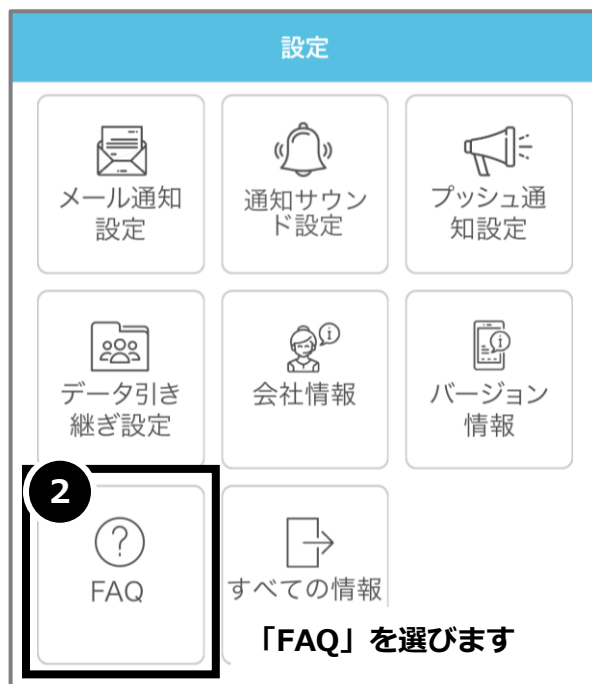 設定
メール通知
設定
通知サウン
ド設定
プッシュ通
知設定
データ引き
継ぎ設定
会社情報
バージョン
情報
2
FAQ
すべての情報
「FAQ」を選びます